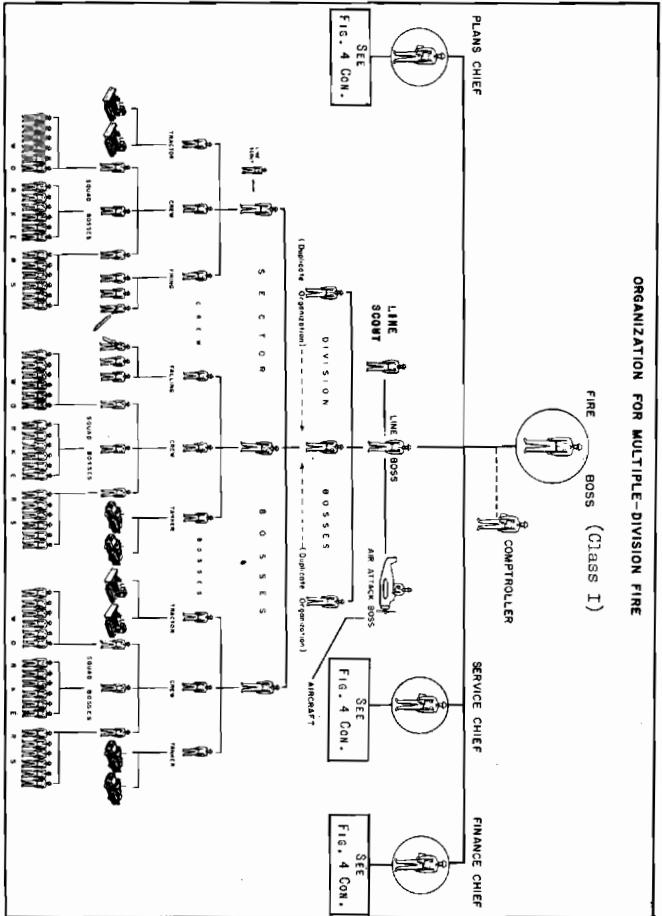 ORGANIZATION FOR MULTIPLE-DIVISION FIRE
FIRE BOSS (Class I)
COMPTROLLER
PLANS CHIEF
SERVICE CHIEF
FINANCE CHIEF
SEE
FIG. 4 CON.
SEE
FIG. 4 CON.
SEE
FIG. 4 CON.
LINE
SCOUT
LINE BOSS
AIR ATTACK BOSS
AIRCRAFT
DIVISION BOSSES
(Duplicate Organization)
(Duplicate Organization)
LINE
SCOUT
SECTOR BOSSES
CREW BOSSES
TRACTOR
CREW
FIRING
FALLING
CREW
TANKER
TRACTOR
CREW
TANKER
SQUAD BOSSES
SQUAD BOSSES
SQUAD BOSSES
WORKERS
WORKERS
WORKERS